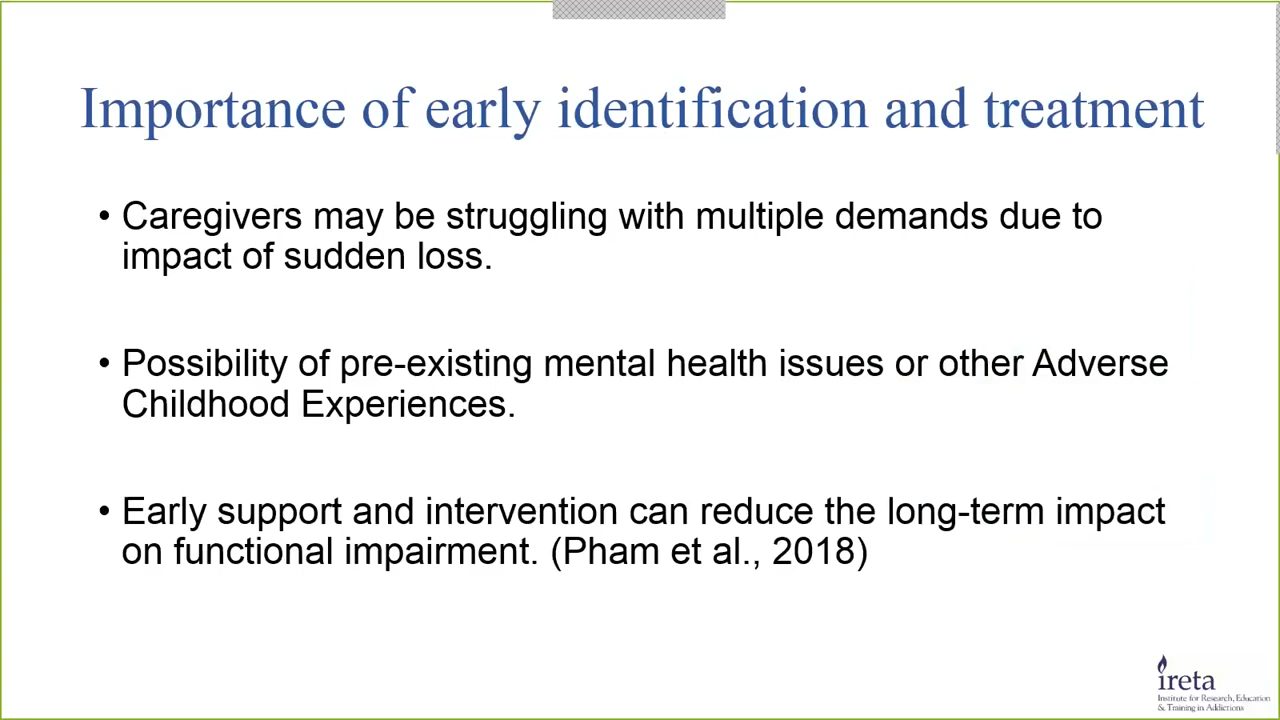 Importance of early identification and treatment
• Caregivers may be struggling with multiple demands due to
impact of sudden loss.
• Possibility of pre-existing mental health issues or other Adverse
Childhood Experiences.
• Early support and intervention can reduce the long-term impact
on functional impairment. (Pham et al., 2018)
ireta
Institute for Research, Education
& Training in Addictions